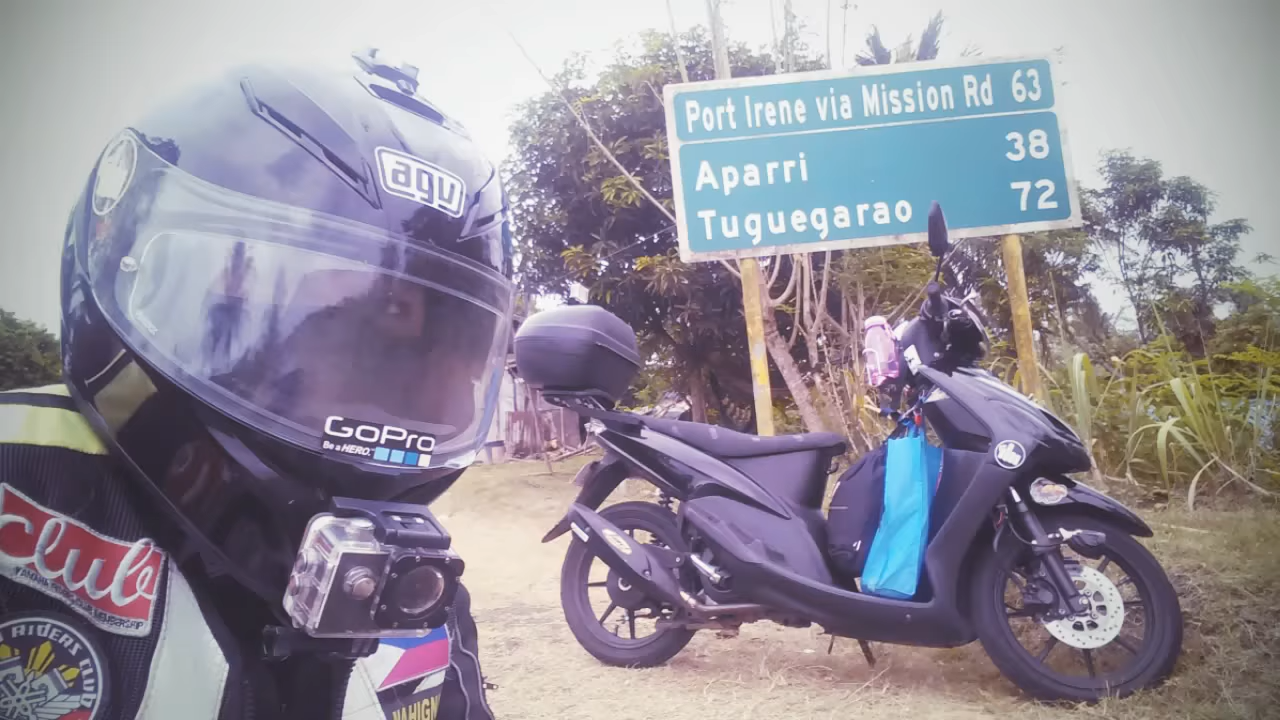 Port Irene via Mission Rd 63
Aparri 38
Tuguegarao 72
agv
GoPro
Be a HERO.
club
RIDERS CLUB